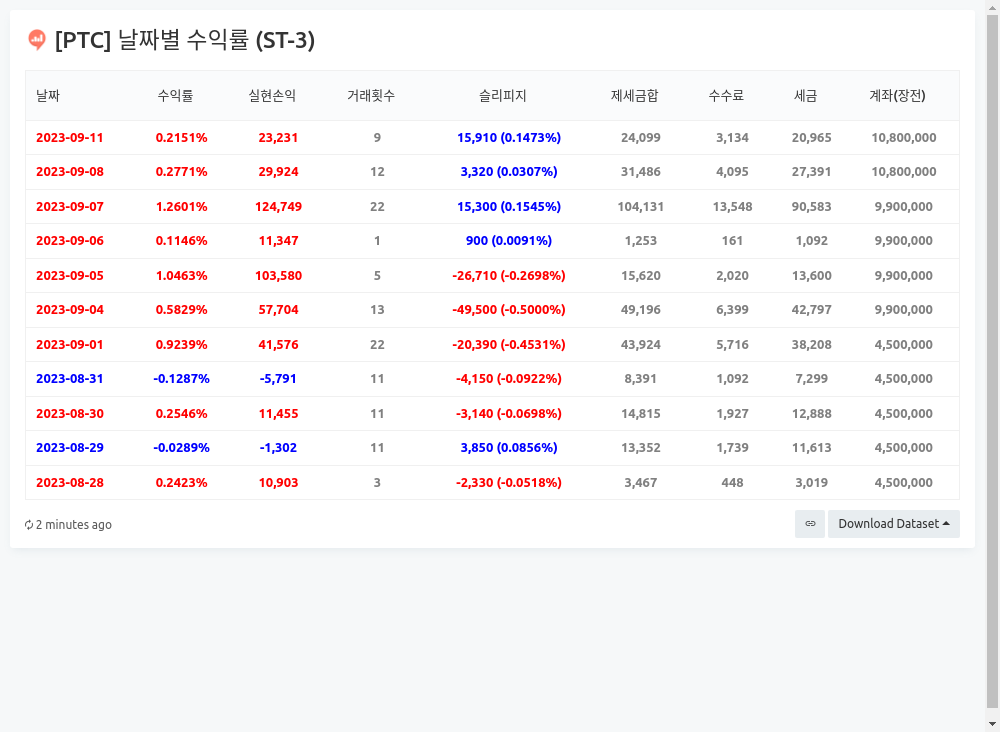 [PTC] 날짜별 수익률 (ST-3)
날짜 수익률 실현손익 거래횟수 슬리피지 제세금합 수수료 세금 계좌(장전)
2023-09-11 0.2151% 23,231 9 15,910 (0.1473%) 24,099 3,134 20,965 10,800,000
2023-09-08 0.2771% 29,924 12 3,320 (0.0307%) 31,486 4,095 27,391 10,800,000
2023-09-07 1.2601% 124,749 22 15,300 (0.1545%) 104,131 13,548 90,583 9,900,000
2023-09-06 0.1146% 11,347 1 900 (0.0091%) 1,253 161 1,092 9,900,000
2023-09-05 1.0463% 103,580 5 -26,710 (-0.2698%) 15,620 2,020 13,600 9,900,000
2023-09-04 0.5829% 57,704 13 -49,500 (-0.5000%) 49,196 6,399 42,797 9,900,000
2023-09-01 0.9239% 41,576 22 -20,390 (-0.4531%) 43,924 5,716 38,208 4,500,000
2023-08-31 -0.1287% -5,791 11 -4,150 (-0.0922%) 8,391 1,092 7,299 4,500,000
2023-08-30 0.2546% 11,455 11 -3,140 (-0.0698%) 14,815 1,927 12,888 4,500,000
2023-08-29 -0.0289% -1,302 11 3,850 (0.0856%) 13,352 1,739 11,613 4,500,000
2023-08-28 0.2423% 10,903 3 -2,330 (-0.0518%) 3,467 448 3,019 4,500,000
2 minutes ago Download Dataset